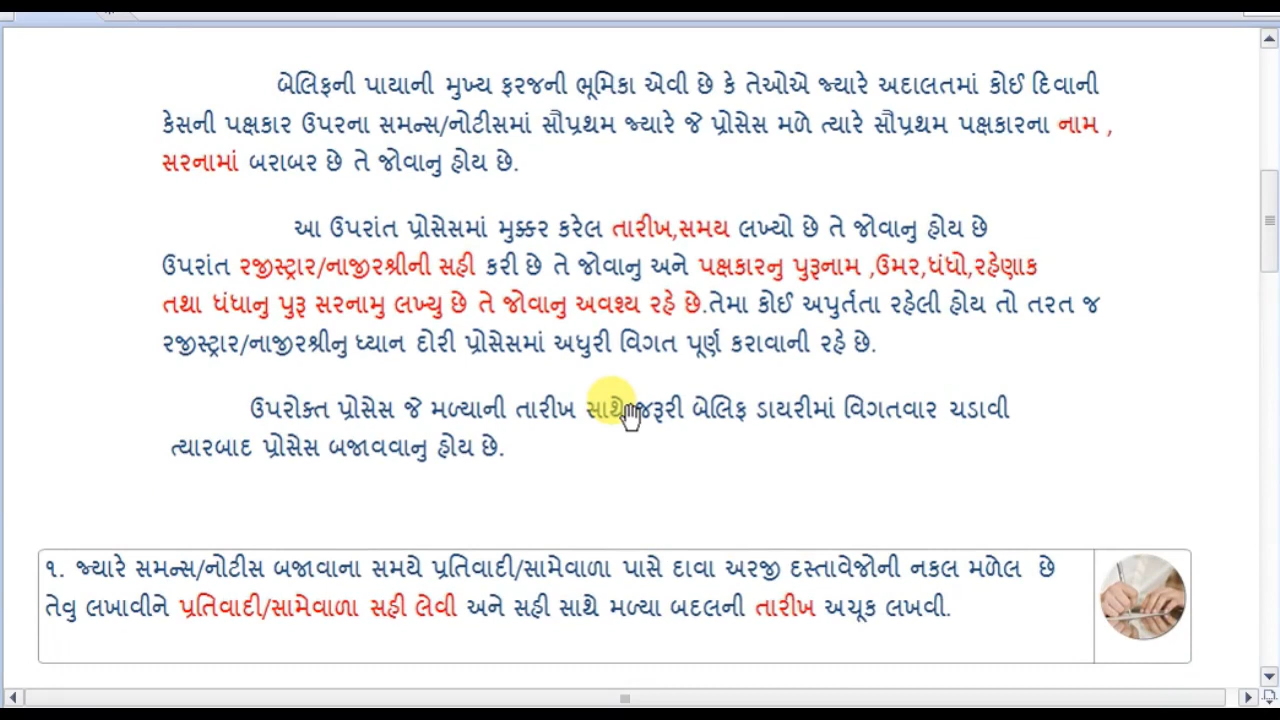 બેલિફની પાયાની મુખ્ય ફરજની ભૂમિકા એવી છે કે તેઓએ જ્યારે અદાલતમાં કોઈ દિવાની
કેસની પક્ષકાર ઉપરના સમન્સ/નોટીસમાં સૌપ્રથમ જ્યારે જે પ્રોસેસ મળે ત્યારે સૌપ્રથમ પક્ષકારના નામ ,
સરનામાં બરાબર છે તે જોવાનુ હોય છે.
આ ઉપરાંત પ્રોસેસમાં મુક્કર કરેલ તારીખ,સમય લખ્યો છે તે જોવાનુ હોય છે
ઉપરાંત રજીસ્ટ્રાર/નાજીરશ્રીની સહી કરી છે તે જોવાનુ અને પક્ષકારનુ પુરૂનામ ,ઉમર,ધંધો,રહેણાક
તથા ધંધાનુ પુરૂ સરનામુ લખ્યુ છે તે જોવાનુ અવશ્ય રહે છે.તેમા કોઈ અપુર્તતા રહેલી હોય તો તરત જ
રજીસ્ટ્રાર/નાજીરશ્રીનુ ધ્યાન દોરી પ્રોસેસમાં અધુરી વિગત પૂર્ણ કરાવાની રહે છે.
ઉપરોક્ત પ્રોસેસ જે મળ્યાની તારીખ સાથે જરૂરી બેલિફ ડાયરીમાં વિગતવાર ચડાવી
ત્યારબાદ પ્રોસેસ બજાવવાનુ હોય છે.
૧. જ્યારે સમન્સ/નોટીસ બજાવાના સમયે પ્રતિવાદી/સામેવાળા પાસે દાવા અરજી દસ્તાવેજોની નકલ મળેલ છે
તેવુ લખાવીને પ્રતિવાદી/સામેવાળા સહી લેવી અને સહી સાથે મળ્યા બદલની તારીખ અચૂક લખવી.